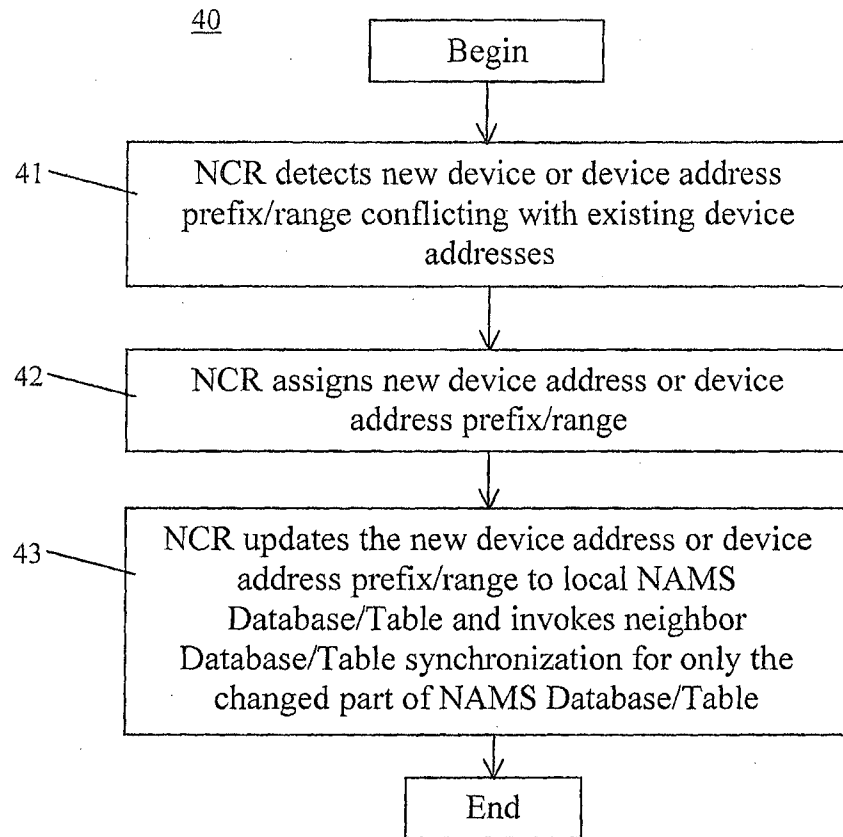 40
Begin
41
NCR detects new device or device address
prefix/range conflicting with existing device
addresses
42
NCR assigns new device address or device
address prefix/range
43
NCR updates the new device address or device
address prefix/range to local NAMS
Database/Table and invokes neighbor
Database/Table synchronization for only the
changed part of NAMS Database/Table
End